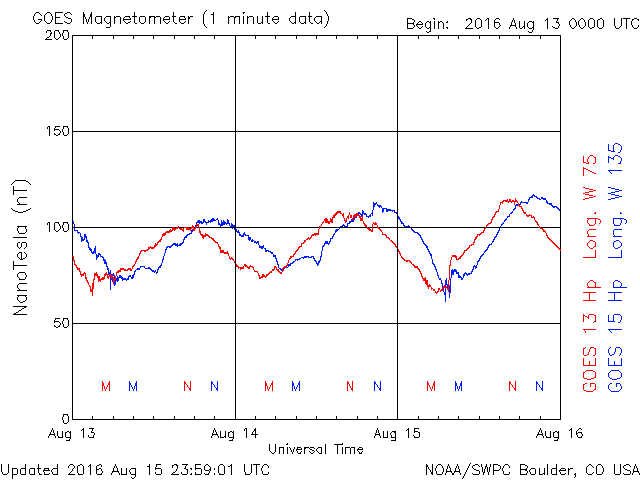 GOES Magnetometer (1 minute data)
Begin: 2016 Aug 13 0000 UTC
200
150
100
50
0
NanoTesla (nT)
M M N N M M N N M M N N
Aug 13 Aug 14 Aug 15 Aug 16
Universal Time
GOES 13 Hp Long. W 75
GOES 15 Hp Long. W 135
Updated 2016 Aug 15 23:59:01 UTC
NOAA/SWPC Boulder, CO USA